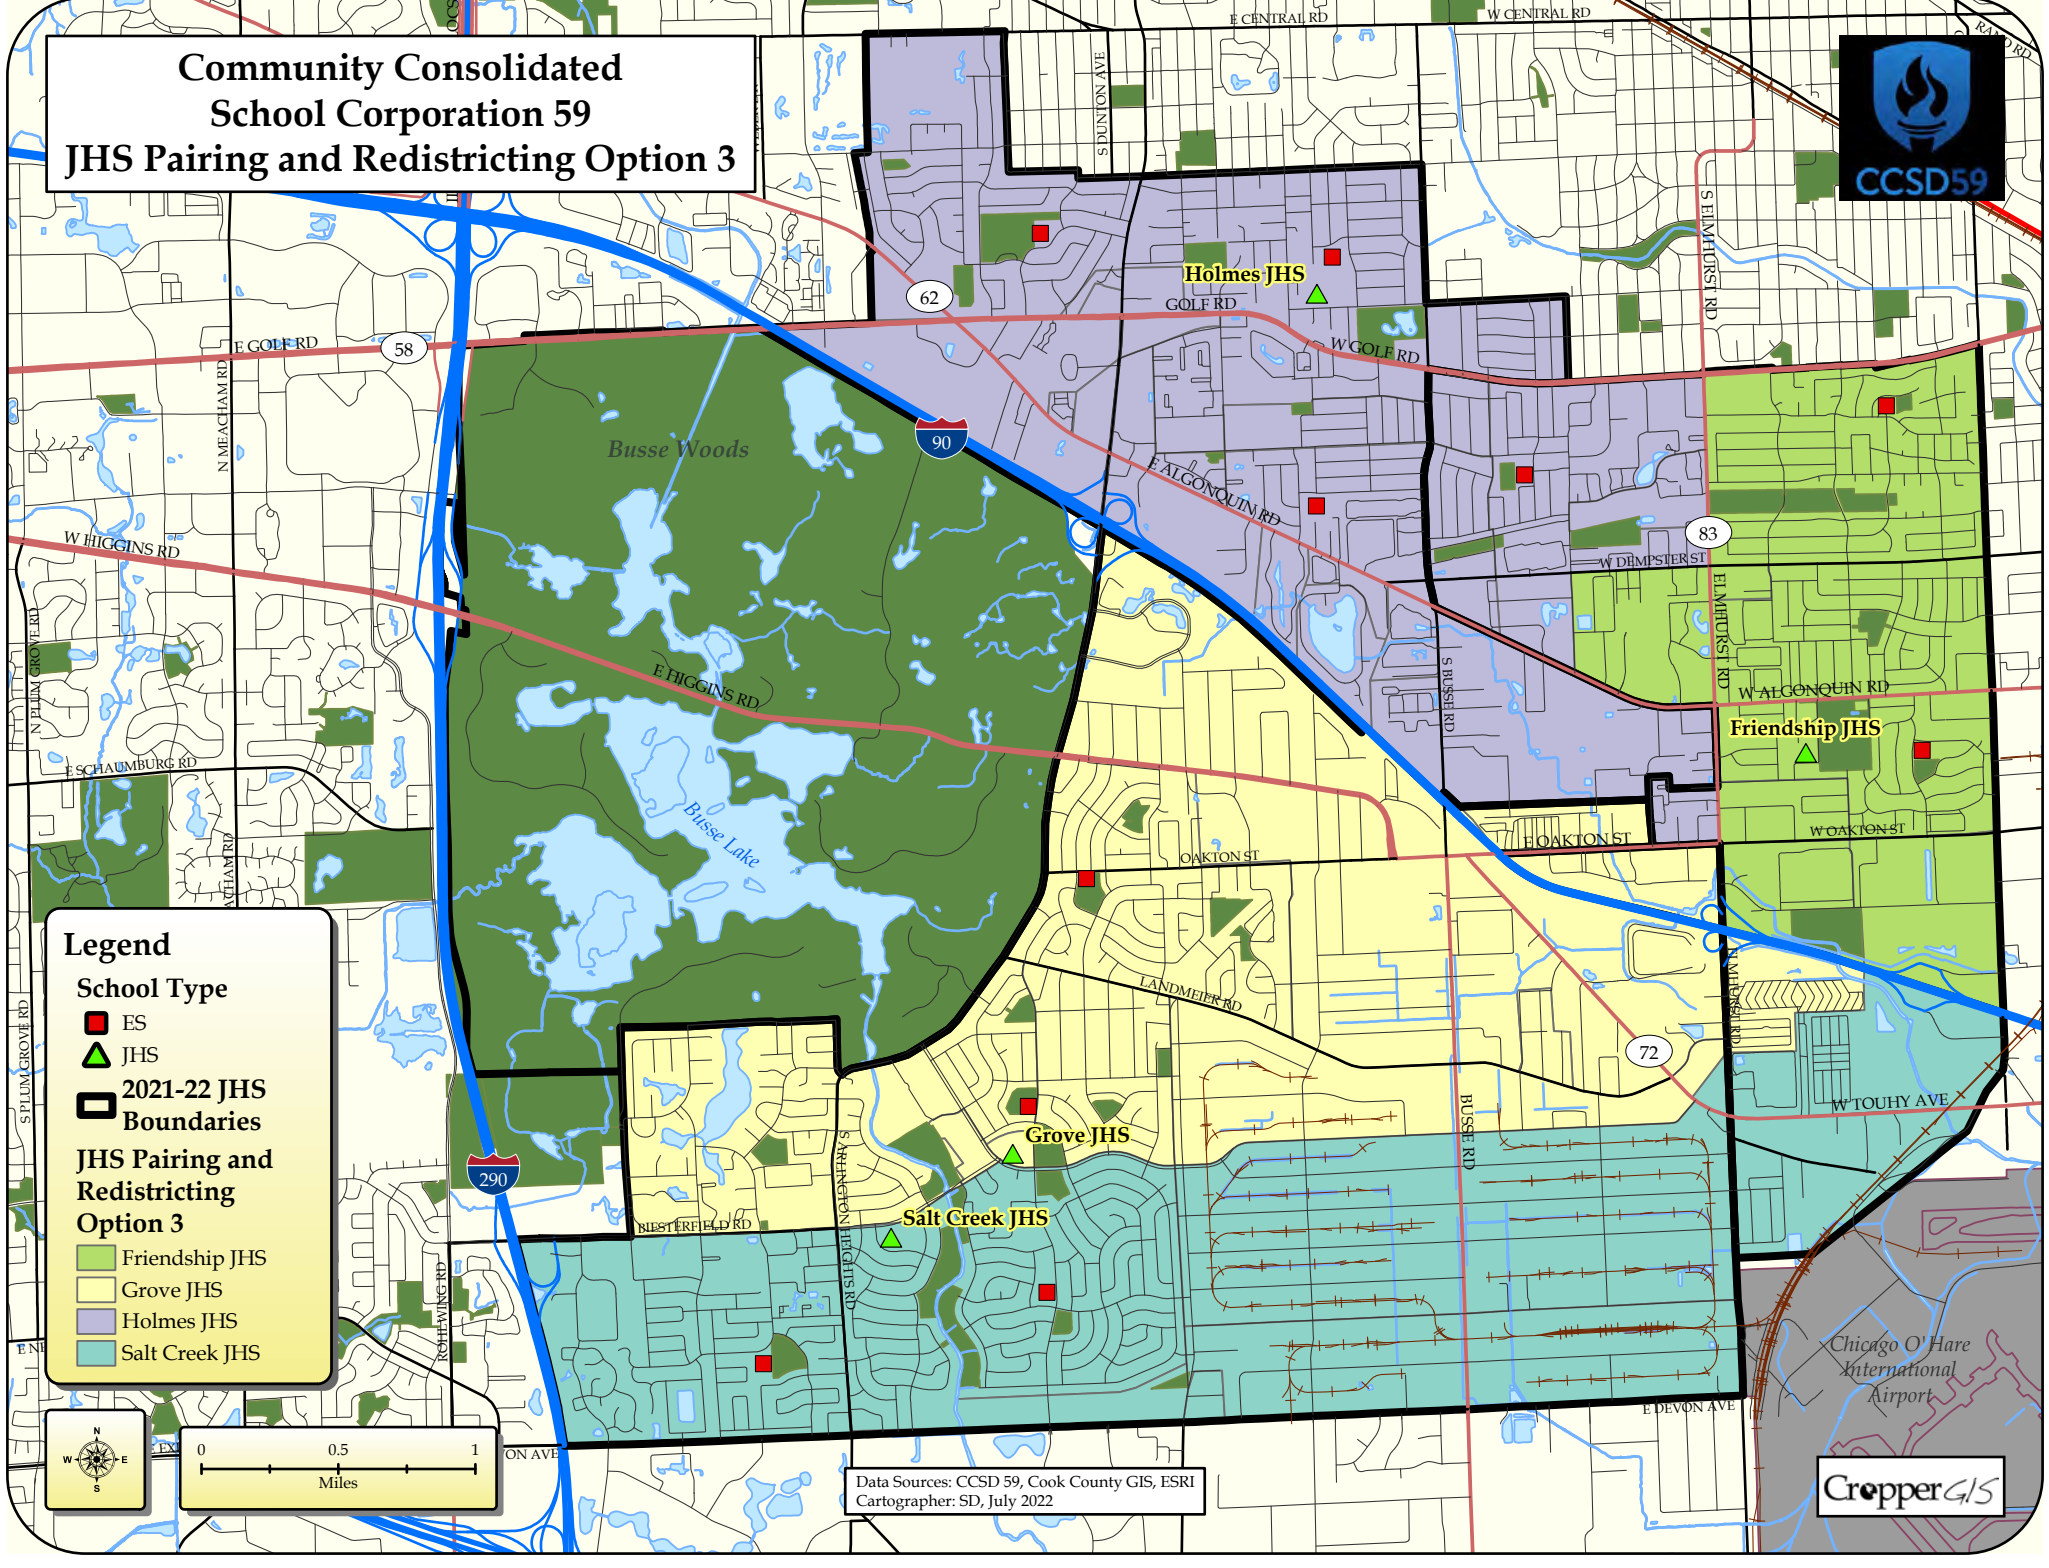 Community Consolidated
School Corporation 59
JHS Pairing and Redistricting Option 3
E CENTRAL RD
W CENTRAL RD
RAND RD
S DUNTON AVE
CCSD59
S ELMHURST RD
Holmes JHS
62
GOLF RD
W GOLF RD
E GOLF RD
58
N MEACHAM RD
Busse Woods
90
E ALGONQUIN RD
83
W HIGGINS RD
W DEMPSTER ST
ELMHURST RD
N PLUM GROVE RD
E HIGGINS RD
S BUSSE RD
W ALGONQUIN RD
Friendship JHS
E SCHAUMBURG RD
Busse Lake
E OAKTON ST
W OAKTON ST
OAKTON ST
LANDMEIER RD
ELMHURST RD
72
S PLUM GROVE RD
W TOUHY AVE
BUSSE RD
Grove JHS
S ARLINGTON HEIGHTS RD
290
Salt Creek JHS
BIESTERFIELD RD
ROHLWING RD
Chicago O'Hare
International
Airport
E DEVON AVE
VON AVE
Legend
School Type
ES
JHS
2021-22 JHS
Boundaries
JHS Pairing and
Redistricting
Option 3
Friendship JHS
Grove JHS
Holmes JHS
Salt Creek JHS
N
W E
S
0 0.5 1
Miles
Data Sources: CCSD 59, Cook County GIS, ESRI
Cartographer: SD, July 2022
Cropper GIS